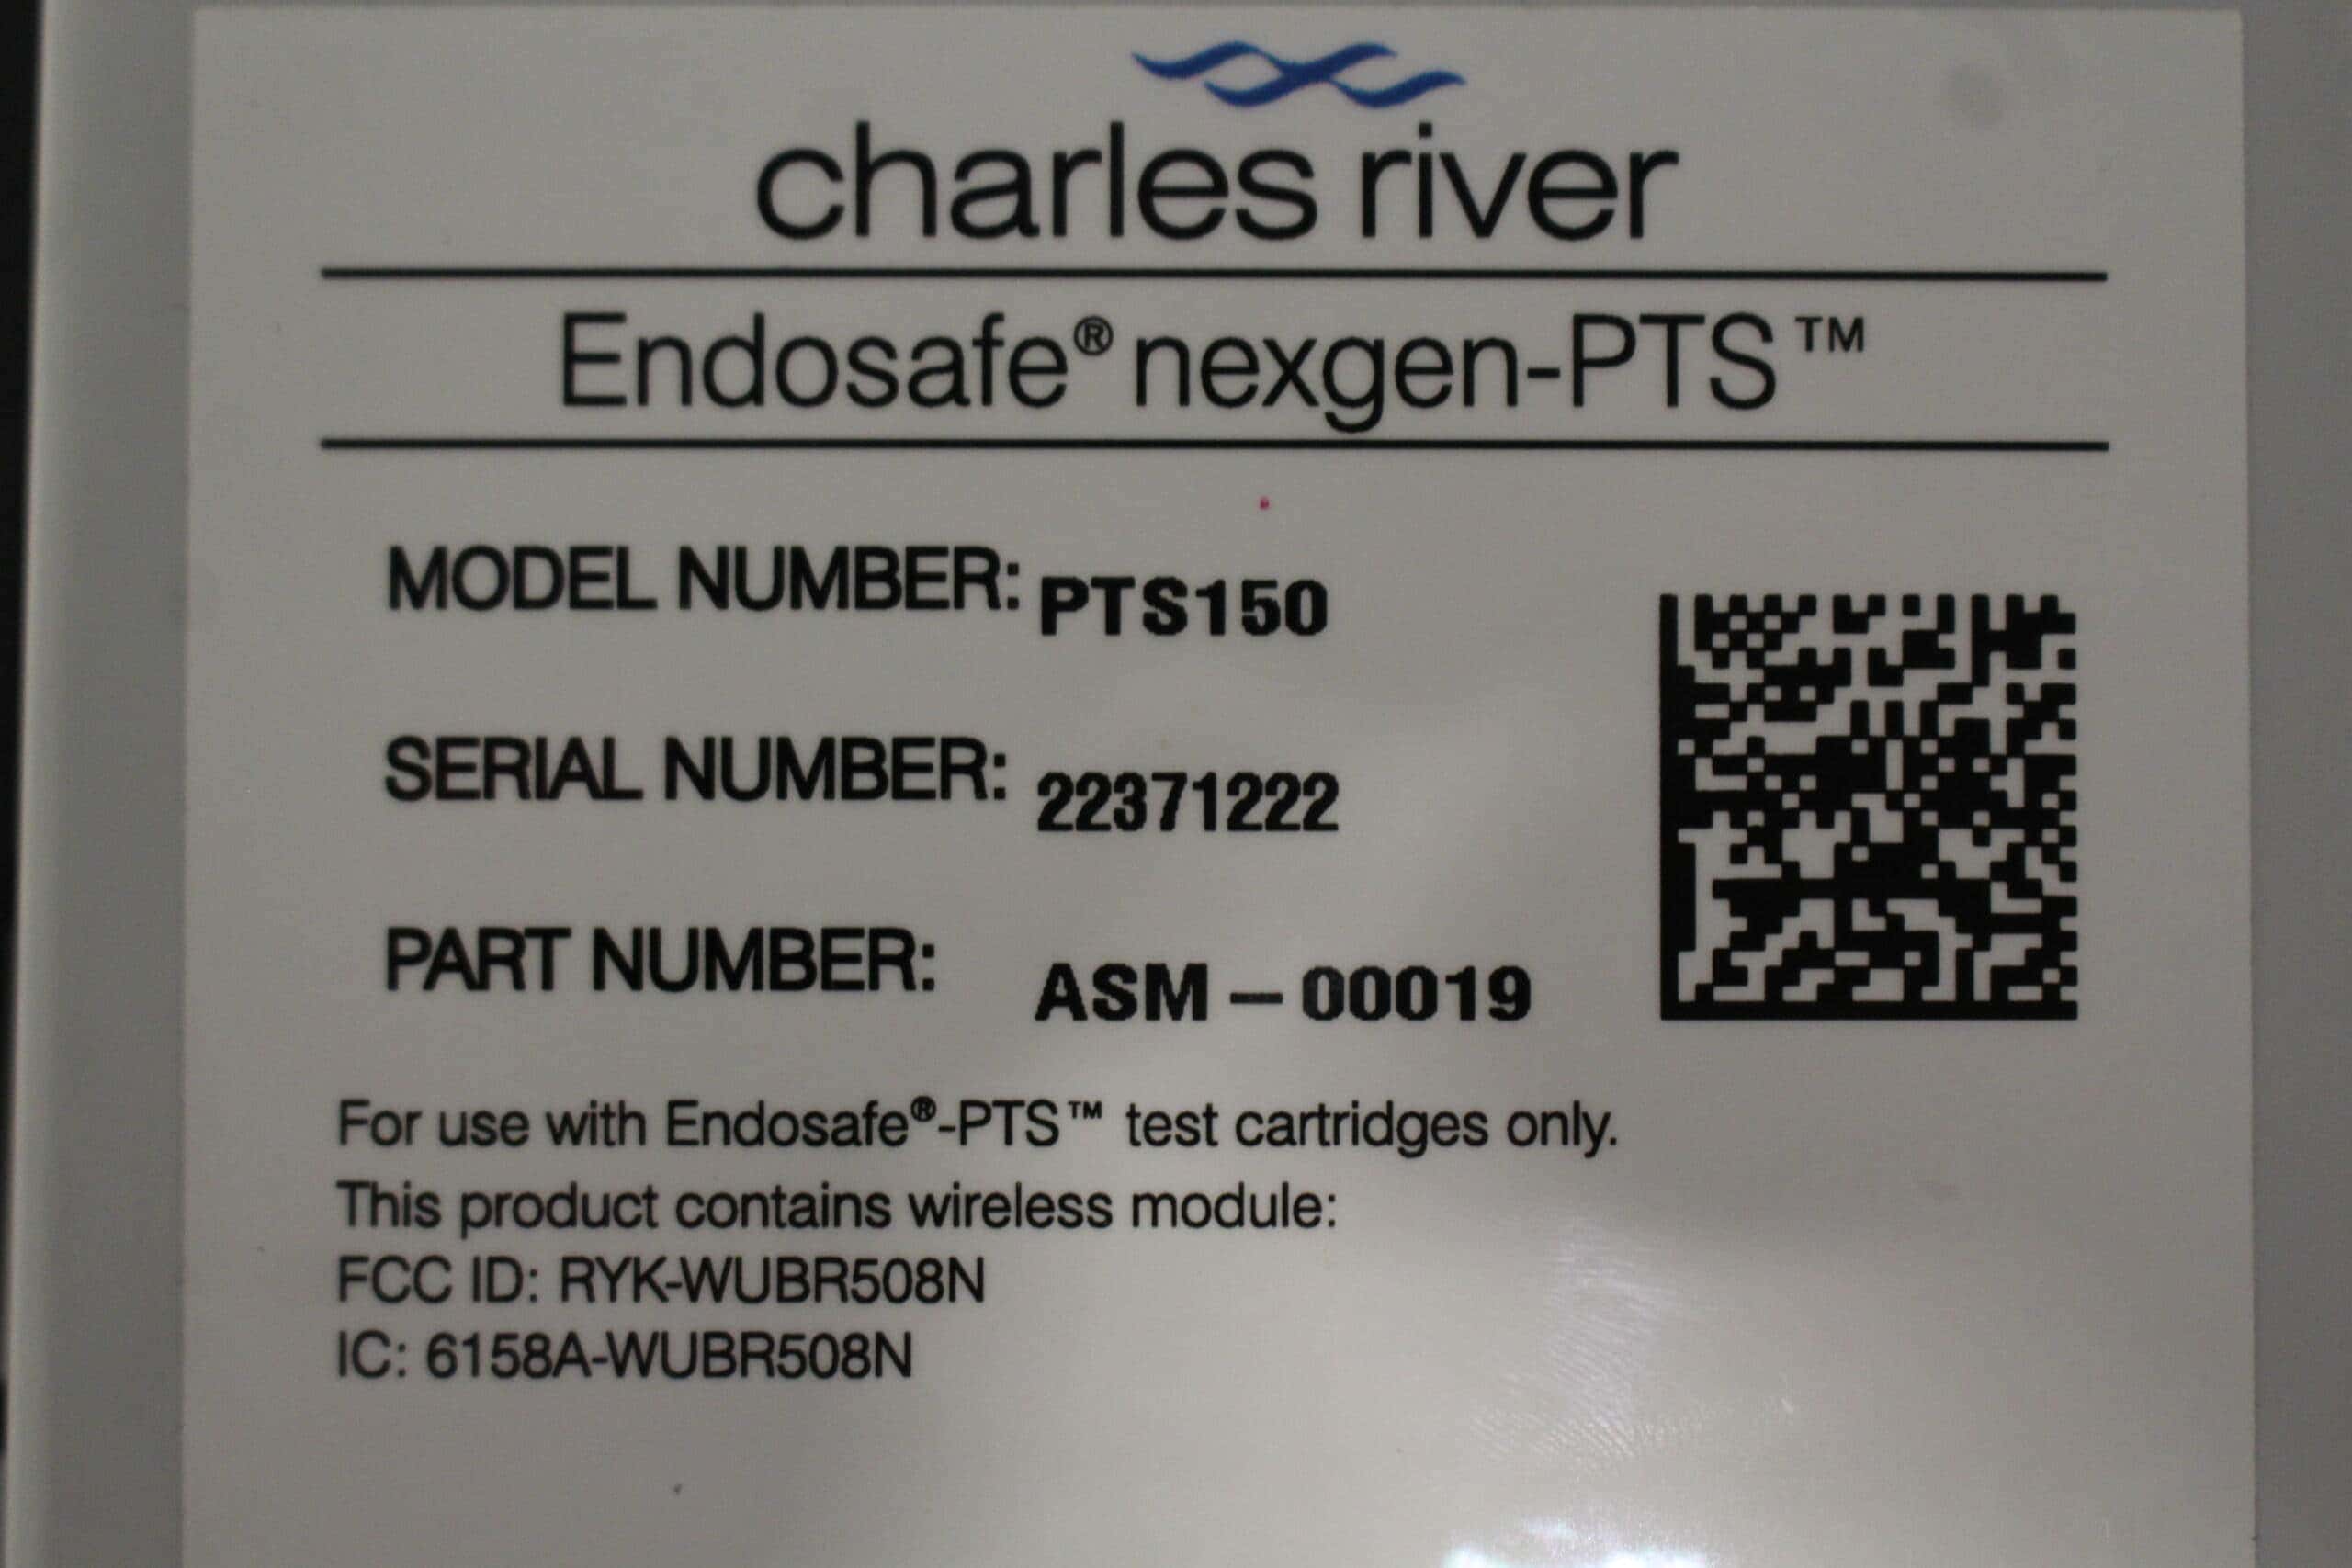 charles river
Endosafe® nexgen-PTS™
MODEL NUMBER: PTS150
SERIAL NUMBER: 22371222
PART NUMBER: ASM-00019
For use with Endosafe®-PTS™ test cartridges only.
This product contains wireless module:
FCC ID: RYK-WUBR508N
IC: 6158A-WUBR508N